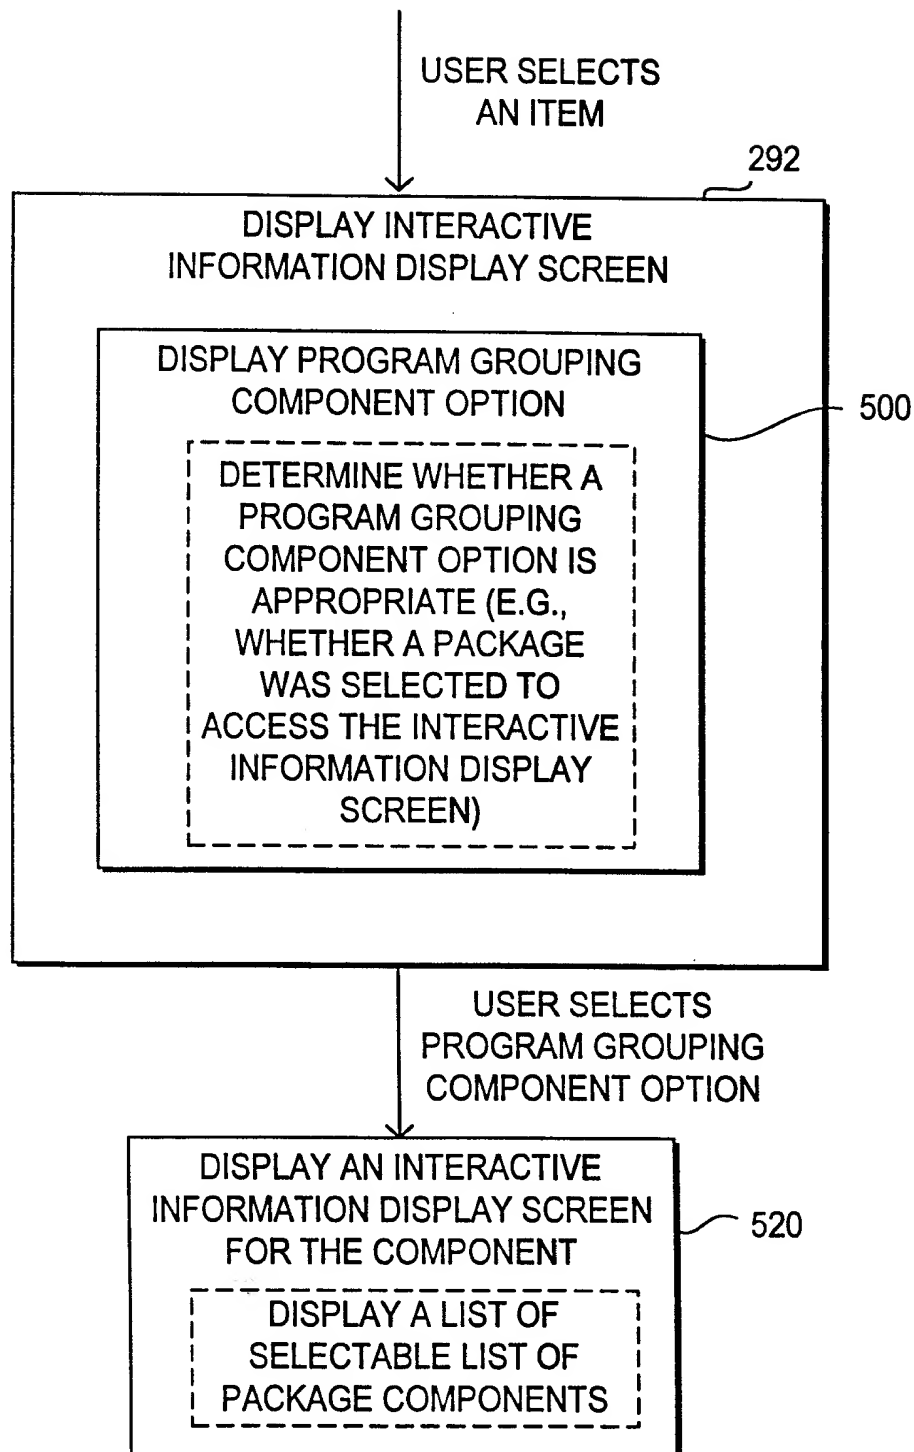 USER SELECTS
AN ITEM
292
DISPLAY INTERACTIVE
INFORMATION DISPLAY SCREEN
DISPLAY PROGRAM GROUPING
COMPONENT OPTION
500
DETERMINE WHETHER A
PROGRAM GROUPING
COMPONENT OPTION IS
APPROPRIATE (E.G.,
WHETHER A PACKAGE
WAS SELECTED TO
ACCESS THE INTERACTIVE
INFORMATION DISPLAY
SCREEN)
USER SELECTS
PROGRAM GROUPING
COMPONENT OPTION
DISPLAY AN INTERACTIVE
INFORMATION DISPLAY SCREEN
FOR THE COMPONENT
520
DISPLAY A LIST OF
SELECTABLE LIST OF
PACKAGE COMPONENTS